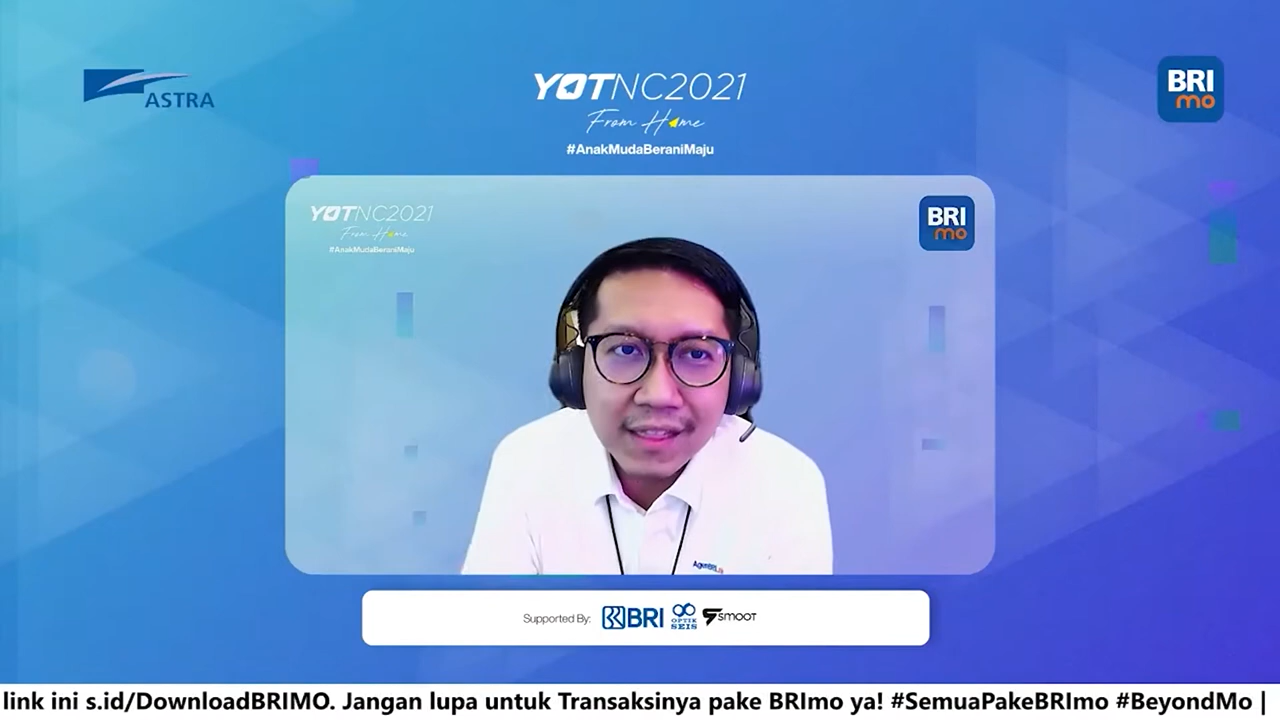 ASTRA
YOTNC2021
From Home
#AnakMudaBeraniMaju
BRI
mo
YOTNC2021
From Home
#AnakMudaBeraniMaju
BRI
mo
Supported By:
BRI
OPTIK
SEIS
SMOOT
link ini s.id/DownloadBRIMO. Jangan lupa untuk Transaksinya pake BRImo ya! #SemuaPakeBRImo #BeyondMo |